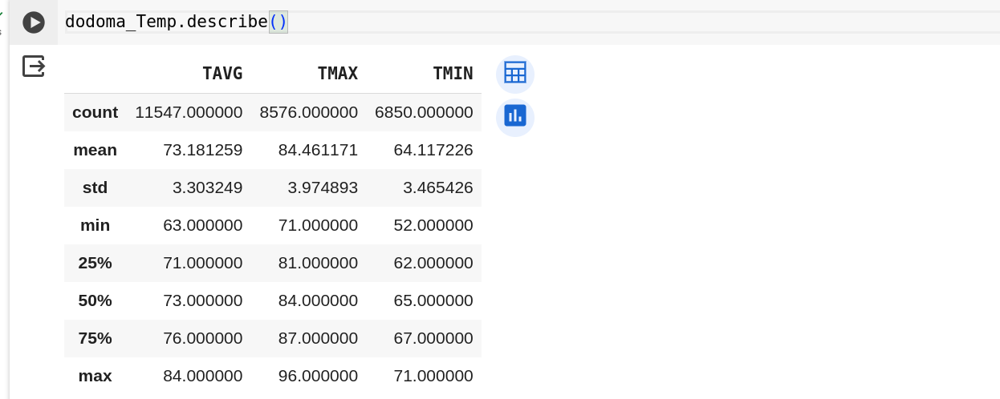 dodoma_Temp.describe()
TAVG TMAX TMIN
count 11547.000000 8576.000000 6850.000000
mean 73.181259 84.461171 64.117226
std 3.303249 3.974893 3.465426
min 63.000000 71.000000 52.000000
25% 71.000000 81.000000 62.000000
50% 73.000000 84.000000 65.000000
75% 76.000000 87.000000 67.000000
max 84.000000 96.000000 71.000000